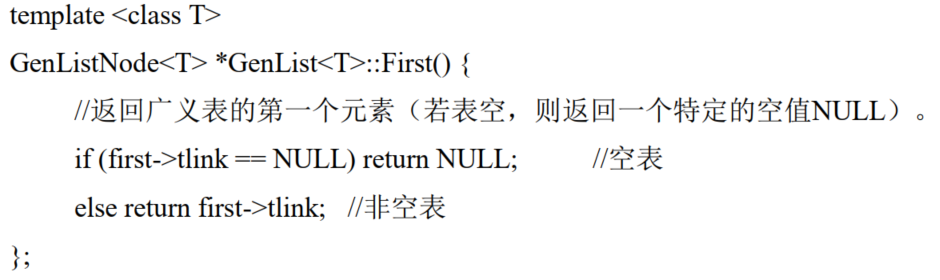 template <class T>
GenListNode<T> *GenList<T>::First() {
//返回广义表的第一个元素（若表空，则返回一个特定的空值NULL）。
if (first->tlink == NULL) return NULL; //空表
else return first->tlink; //非空表
};